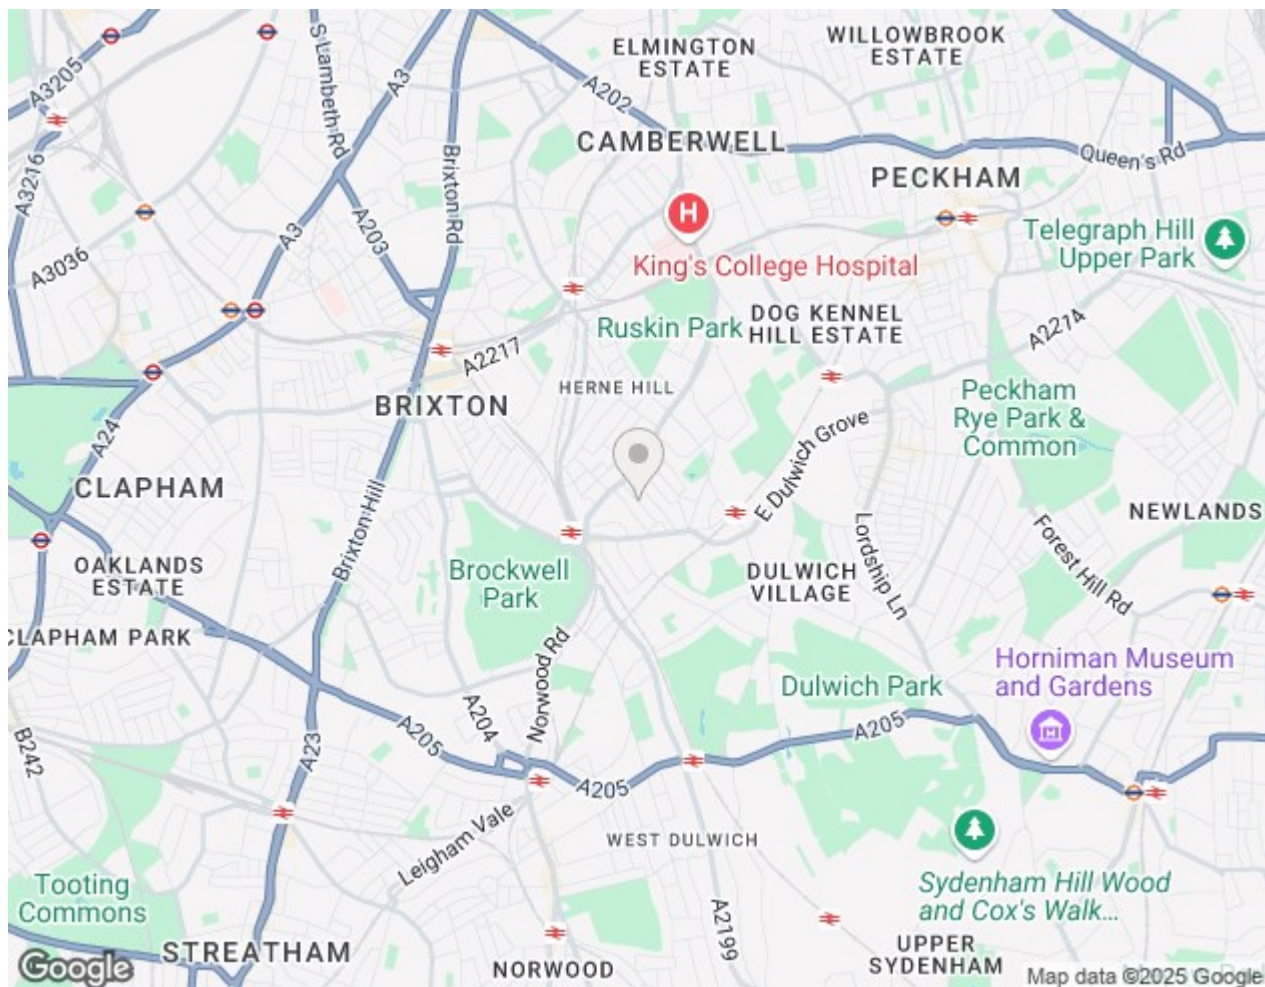 ELMINGTON
ESTATE
WILLOWBROOK
ESTATE
A3205
S Lambeth Rd
A3
A202
CAMBERWELL
Queen's Rd
PECKHAM
A3216
Brixton Rd
A203
A3
A3036
H
King's College Hospital
Telegraph Hill
Upper Park
Ruskin Park
DOG KENNEL
HILL ESTATE
A2274
A2217
HERNE HILL
BRIXTON
Peckham
Rye Park &
Common
A24
CLAPHAM
E Dulwich Grove
Brixton Hill
NEWLANDS
Lordship Ln
Forest Hill Rd
OAKLANDS
ESTATE
Brockwell
Park
DULWICH
VILLAGE
CLAPHAM PARK
Norwood Rd
Horniman Museum
and Gardens
Dulwich Park
A204
A205
A205
B242
A23
A205
Leigham Vale
WEST DULWICH
Tooting
Commons
Sydenham Hill Wood
and Cox's Walk...
A2199
STREATHAM
UPPER
SYDENHAM
NORWOOD
Google
Map data ©2025 Google